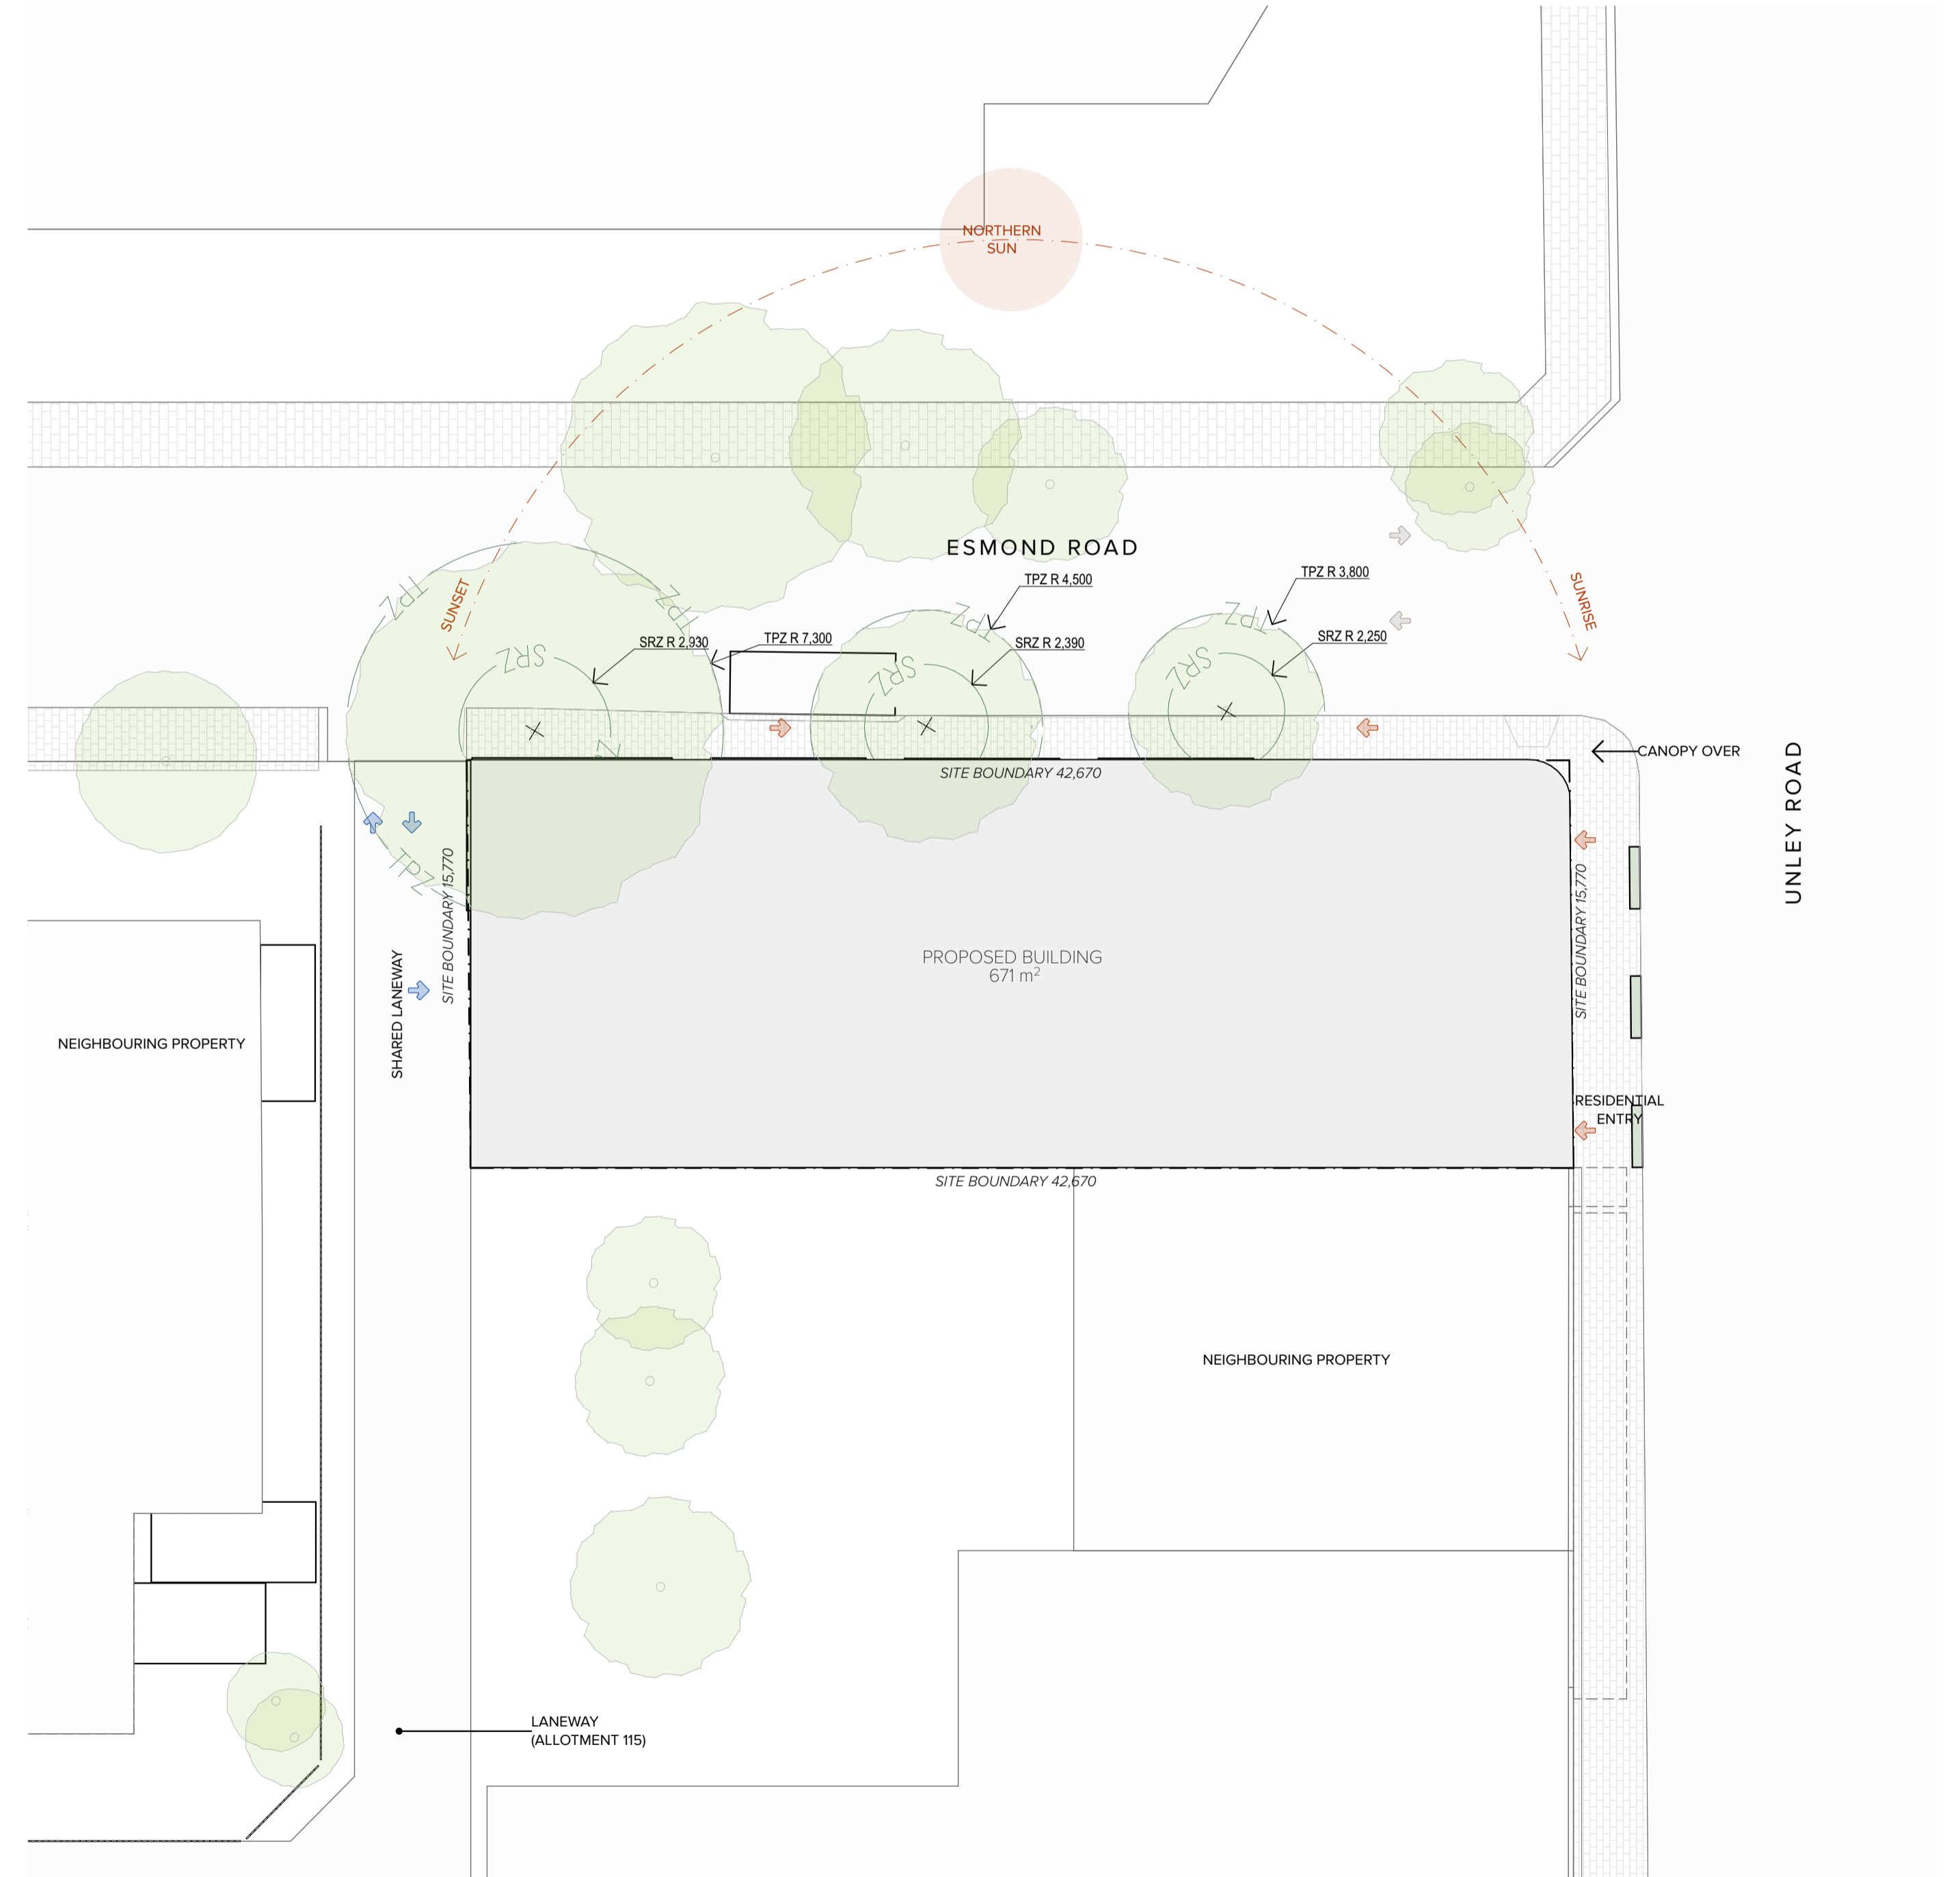 NORTHERN
SUN
ESMOND ROAD
SUNSET
SUNRISE
TPZ R 4,500
TPZ R 3,800
SRZ R 2,930
TPZ R 7,300
SRZ R 2,390
SRZ R 2,250
TPZ
TPZ
TPZ
TPZ
TPZ
SRZ
SRZ
SRZ
SITE BOUNDARY 42,670
CANOPY OVER
UNLEY ROAD
SITE BOUNDARY 15,770
SITE BOUNDARY 15,770
PROPOSED BUILDING
671 m²
SHARED LANEWAY
NEIGHBOURING PROPERTY
RESIDENTIAL
ENTRY
SITE BOUNDARY 42,670
NEIGHBOURING PROPERTY
LANEWAY
(ALLOTMENT 115)